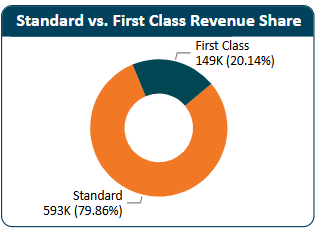 Standard vs. First Class Revenue Share
First Class
149K (20.14%)
Standard
593K (79.86%)